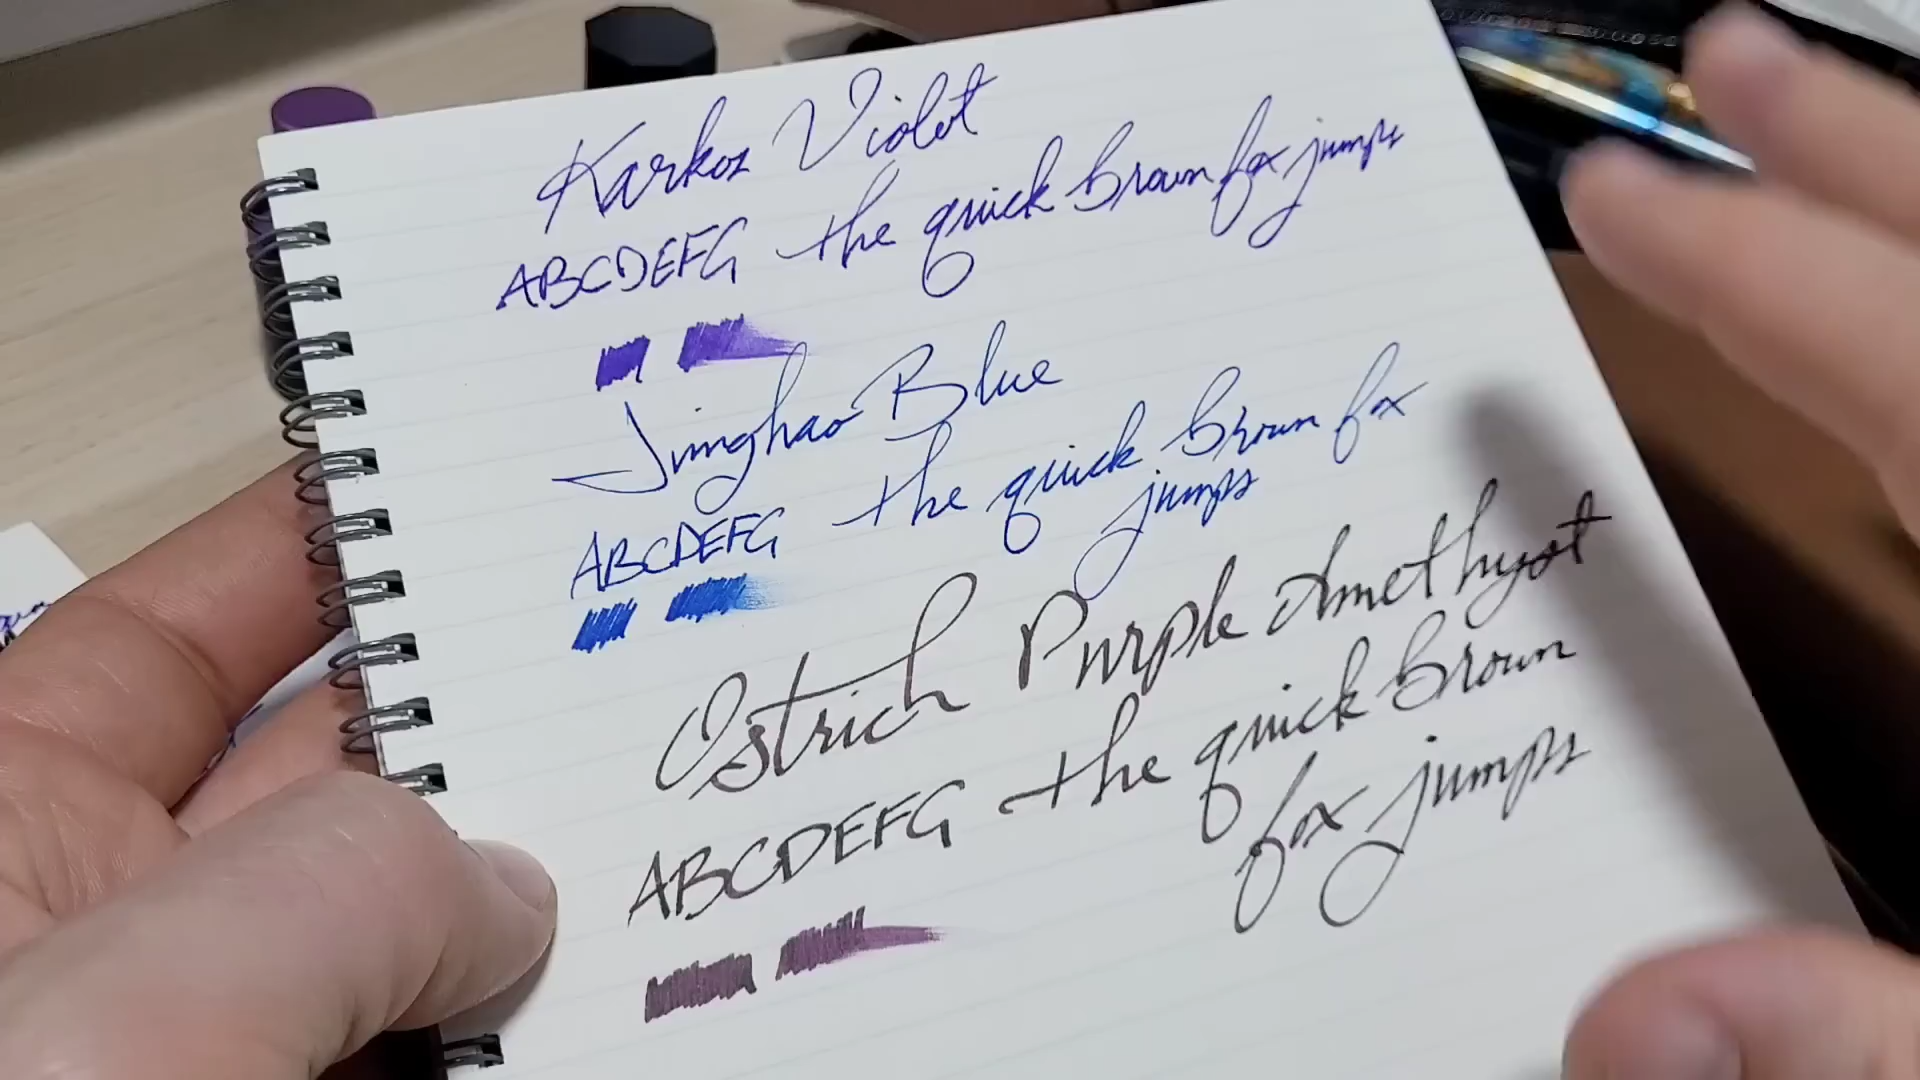 Karkos Violet
ABCDEFG the quick brown fox jumps
Jinghao Blue
ABCDEFG the quick brown fox
jumps
Ostrich Purple Amethyst
ABCDEFG the quick brown
fox jumps